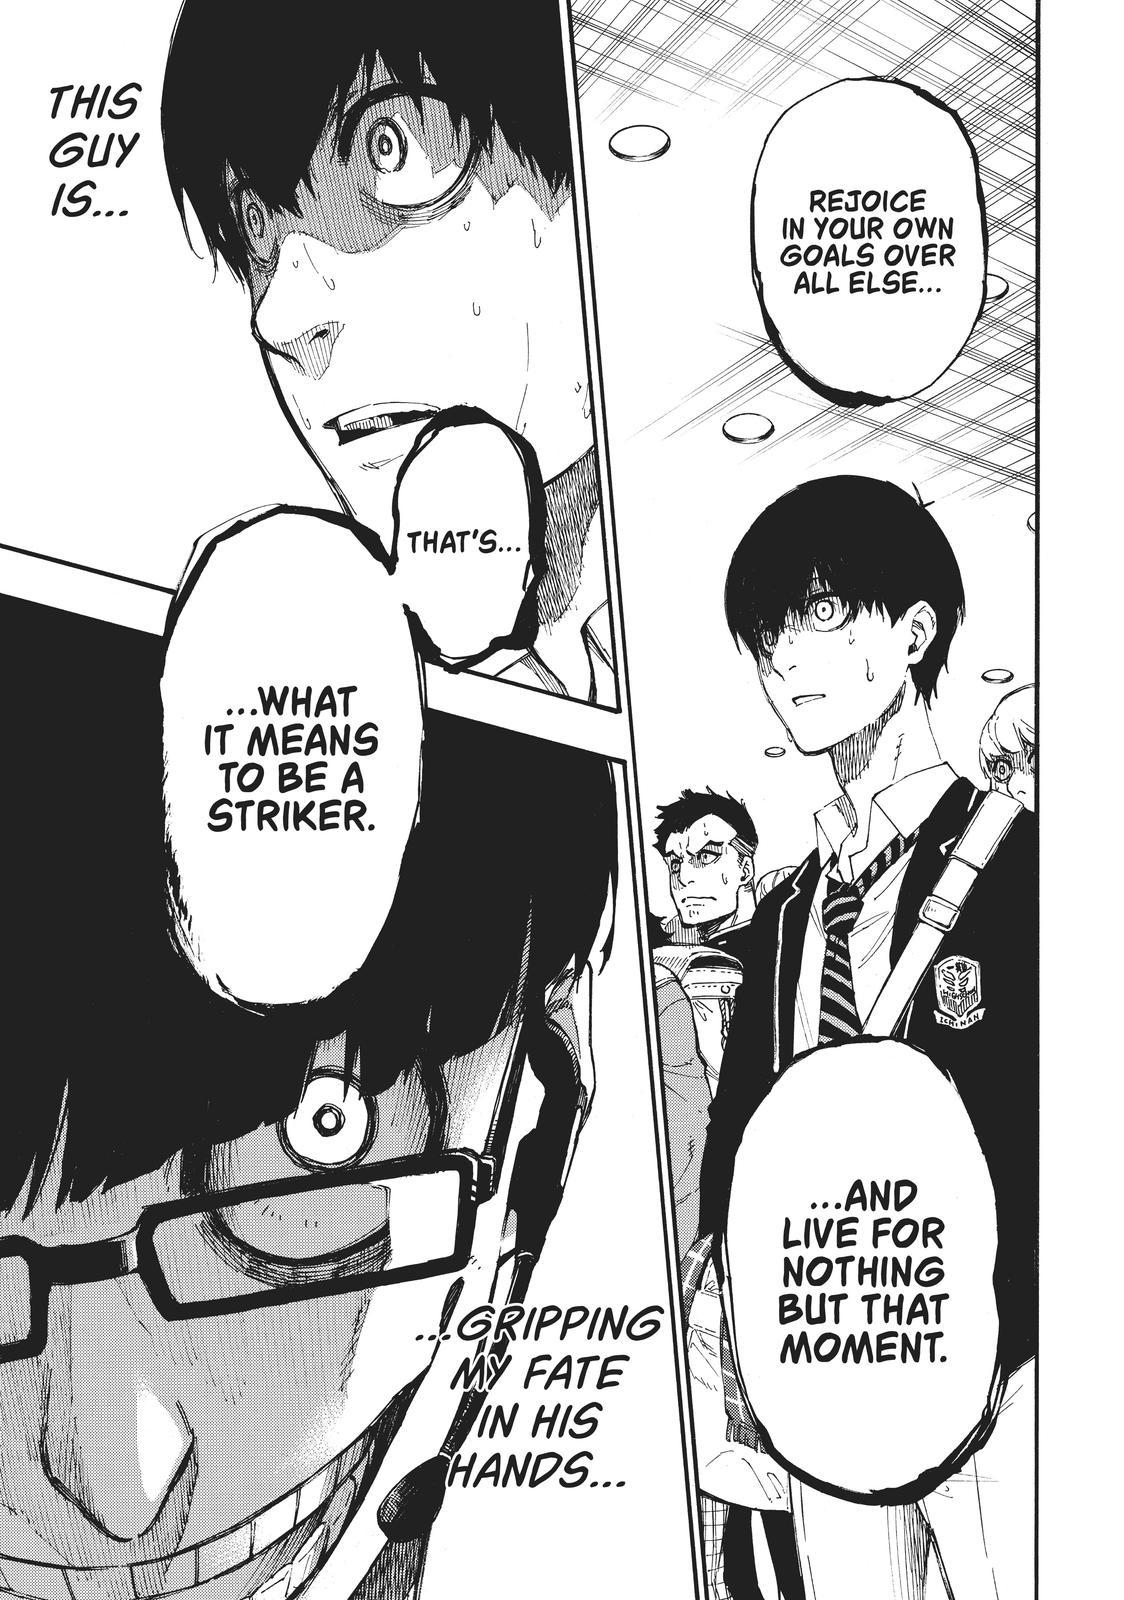 REJOICE
IN YOUR OWN
GOALS OVER
ALL ELSE...
...AND
LIVE FOR
NOTHING
BUT THAT
MOMENT.
ICHINAN
THIS
GUY
IS...
THAT'S...
...WHAT
IT MEANS
TO BE A
STRIKER.
...GRIPPING
MY FATE
IN HIS
HANDS...